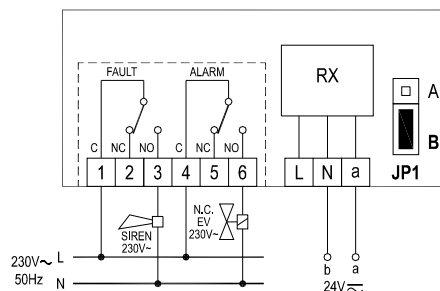 FAULT ALARM
RX
A
B
C NC NO C NC NO
1 2 3 4 5 6
L N a
JP1
SIREN
230V~
N.C.
EV
230V~
230V~ L
50Hz N
b a
24V